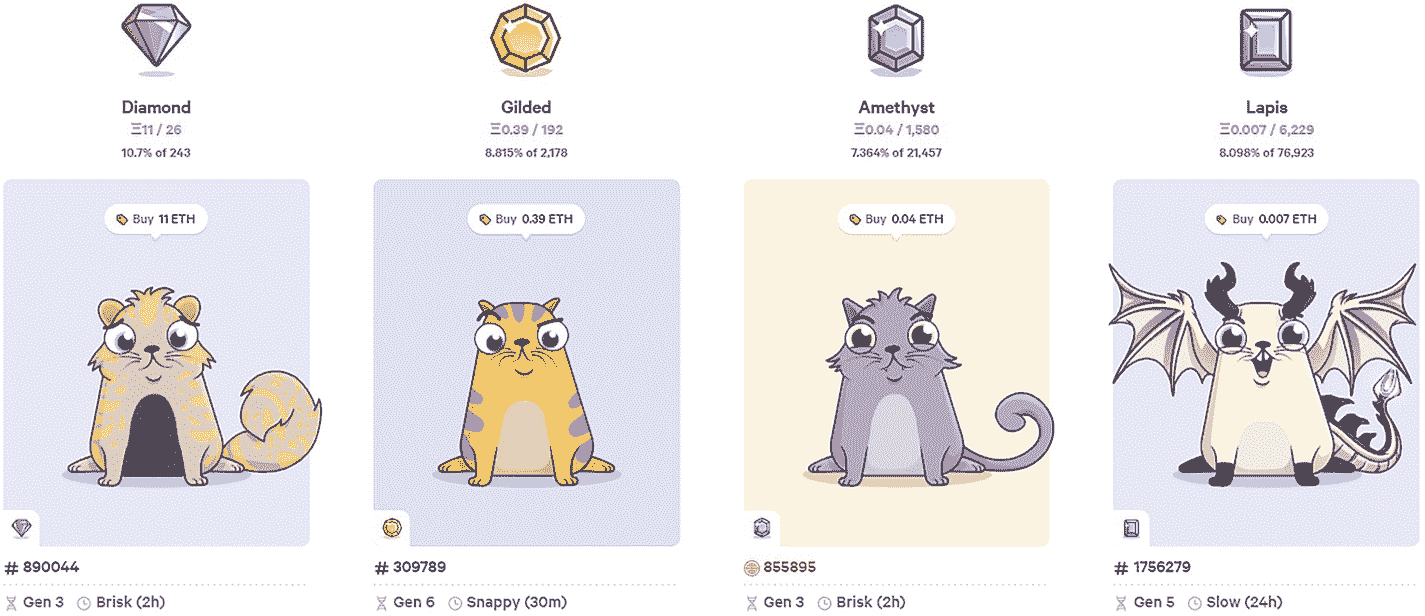 Diamond
Ξ11 / 26
10.7% of 243
Buy 11 ETH
# 890044
Gen 3 Brisk (2h)
Gilded
Ξ0.39 / 192
8.815% of 2,178
Buy 0.39 ETH
# 309789
Gen 6 Snappy (30m)
Amethyst
Ξ0.04 / 1,580
7.364% of 21,457
Buy 0.04 ETH
855895
Gen 3 Brisk (2h)
Lapis
Ξ0.007 / 6,229
8.098% of 76,923
Buy 0.007 ETH
# 1756279
Gen 5 Slow (24h)